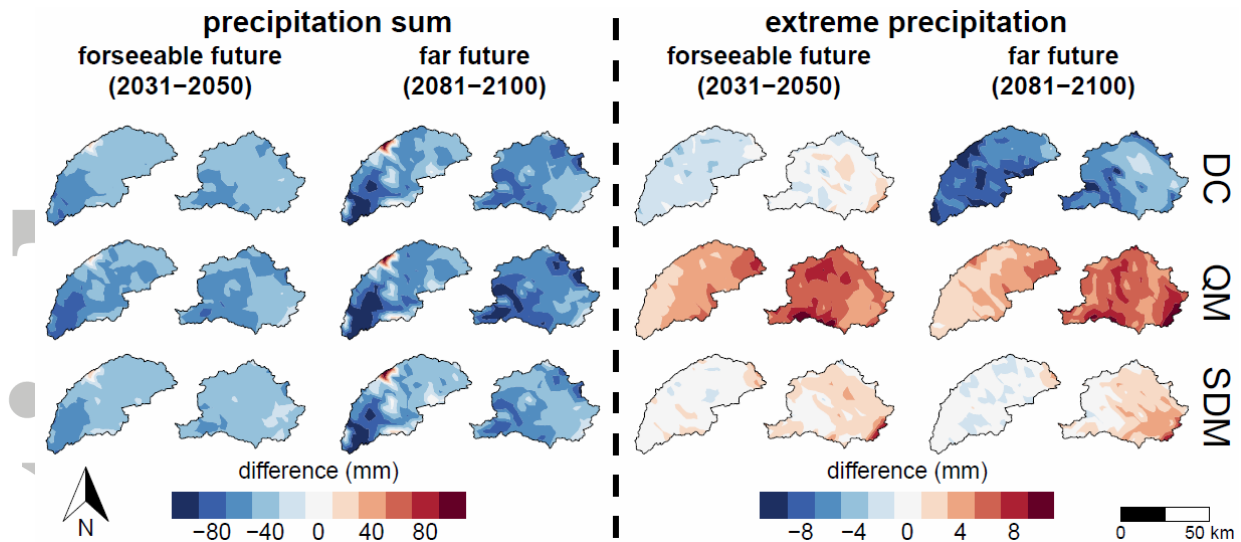 precipitation sum
extreme precipitation
forseeable future
(2031−2050)
far future
(2081−2100)
forseeable future
(2031−2050)
far future
(2081−2100)
DC
QM
SDM
difference (mm)
−80 −40 0 40 80
difference (mm)
−8 −4 0 4 8
N
0 50 km